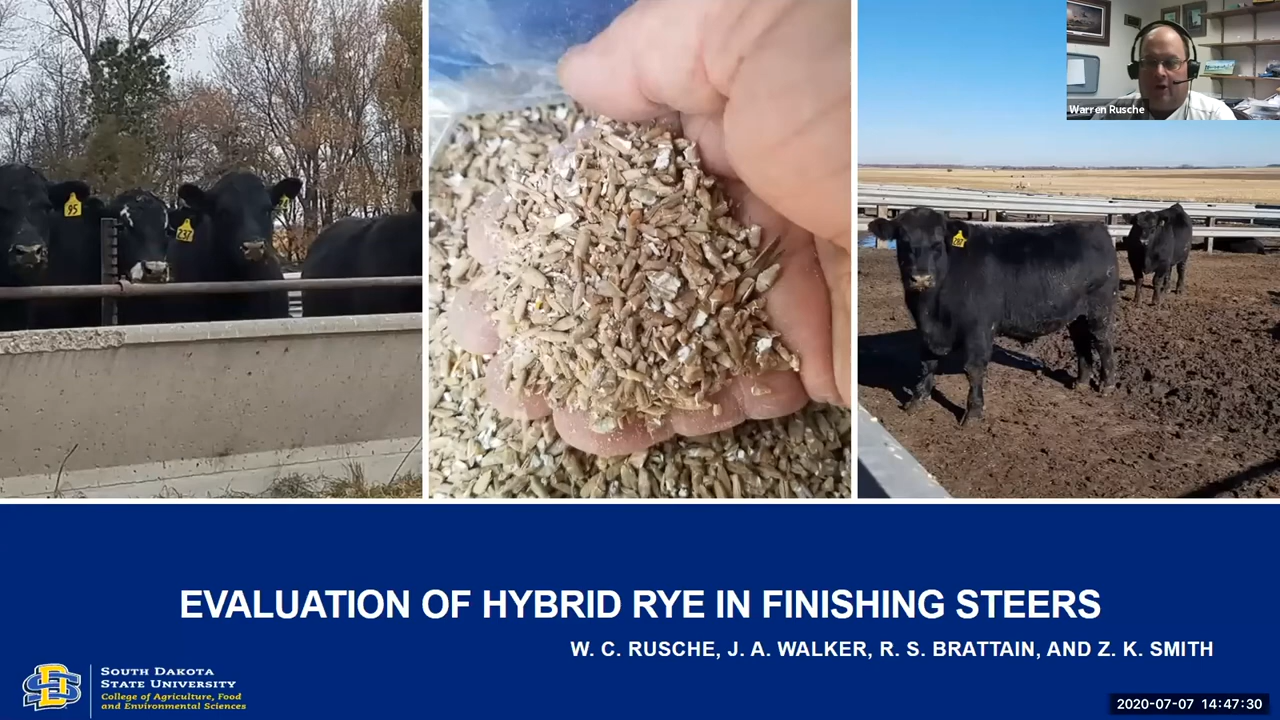 95
237
Warren Rusche
EVALUATION OF HYBRID RYE IN FINISHING STEERS
W. C. RUSCHE, J. A. WALKER, R. S. BRATTAIN, AND Z. K. SMITH
SOUTH DAKOTA
STATE UNIVERSITY
College of Agriculture, Food
and Environmental Sciences
2020-07-07 14:47:30